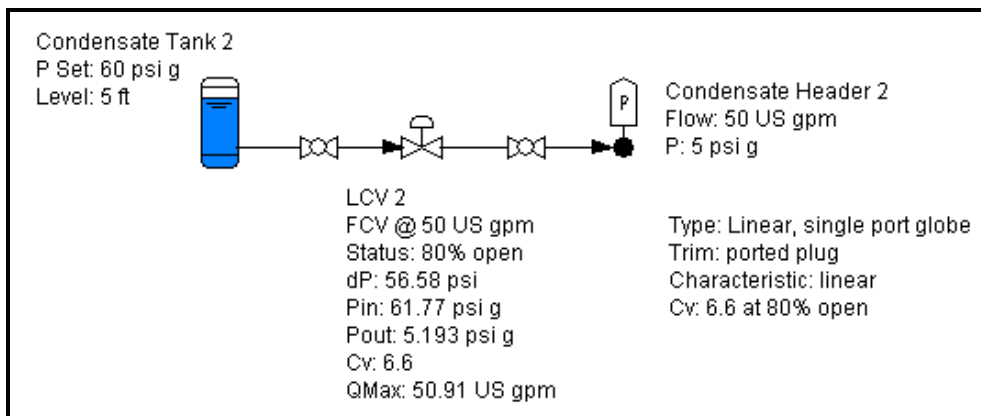 Condensate Tank 2
P Set: 60 psi g
Level: 5 ft
P
Condensate Header 2
Flow: 50 US gpm
P: 5 psi g
LCV 2
FCV @ 50 US gpm
Status: 80% open
dP: 56.58 psi
Pin: 61.77 psi g
Pout: 5.193 psi g
Cv: 6.6
QMax: 50.91 US gpm
Type: Linear, single port globe
Trim: ported plug
Characteristic: linear
Cv: 6.6 at 80% open